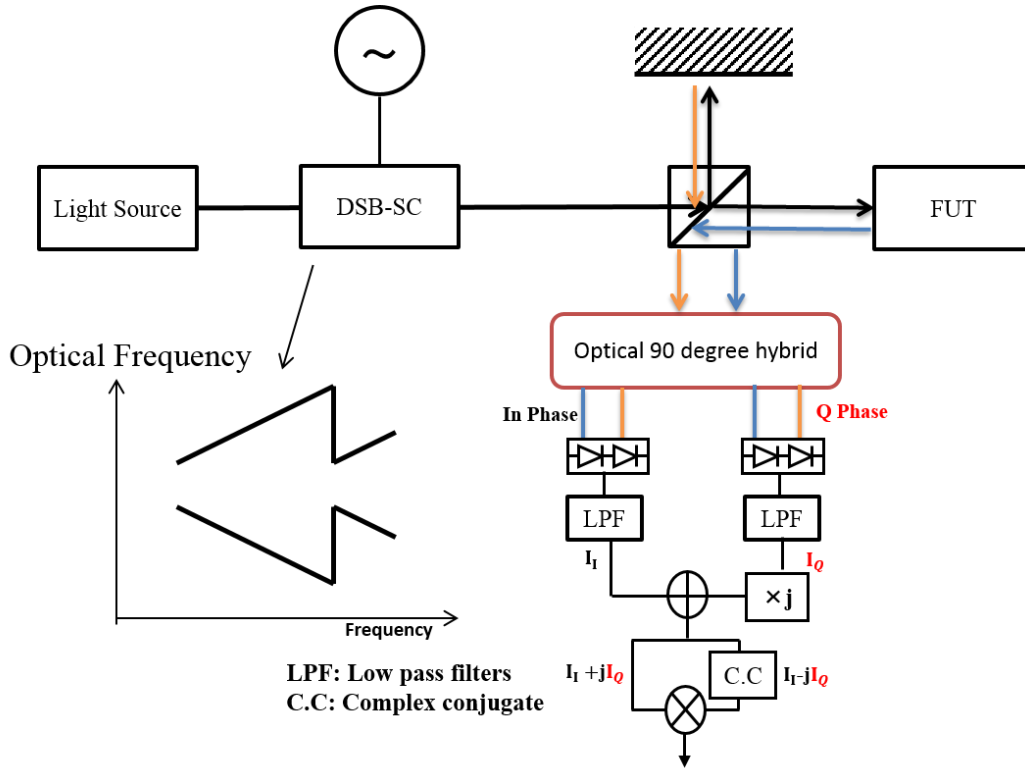 ~
Light Source
DSB-SC
FUT
Optical 90 degree hybrid
Optical Frequency
In Phase
Q Phase
LPF
LPF
I_I
I_Q
×j
Frequency
LPF: Low pass filters
C.C: Complex conjugate
I_I +jI_Q
C.C
I_I-jI_Q